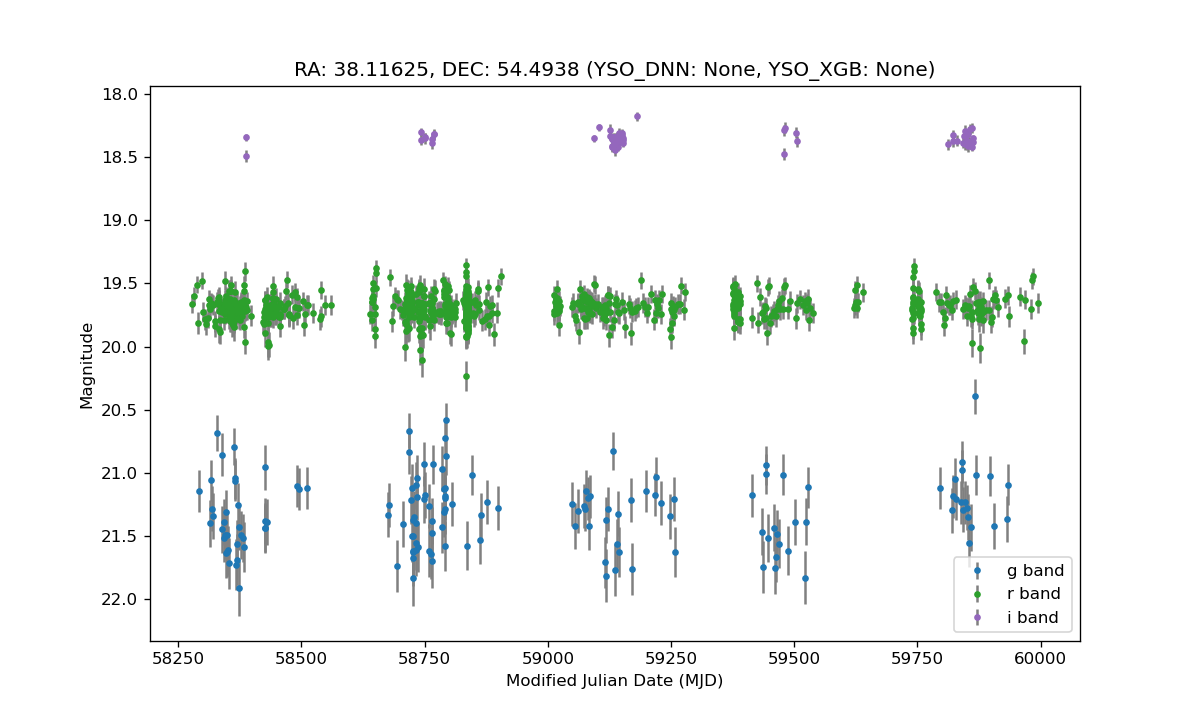 RA: 38.11625, DEC: 54.4938 (YSO_DNN: None, YSO_XGB: None)
18.0
18.5
19.0
19.5
20.0
20.5
21.0
21.5
22.0
Magnitude
g band
r band
i band
58250 58500 58750 59000 59250 59500 59750 60000
Modified Julian Date (MJD)